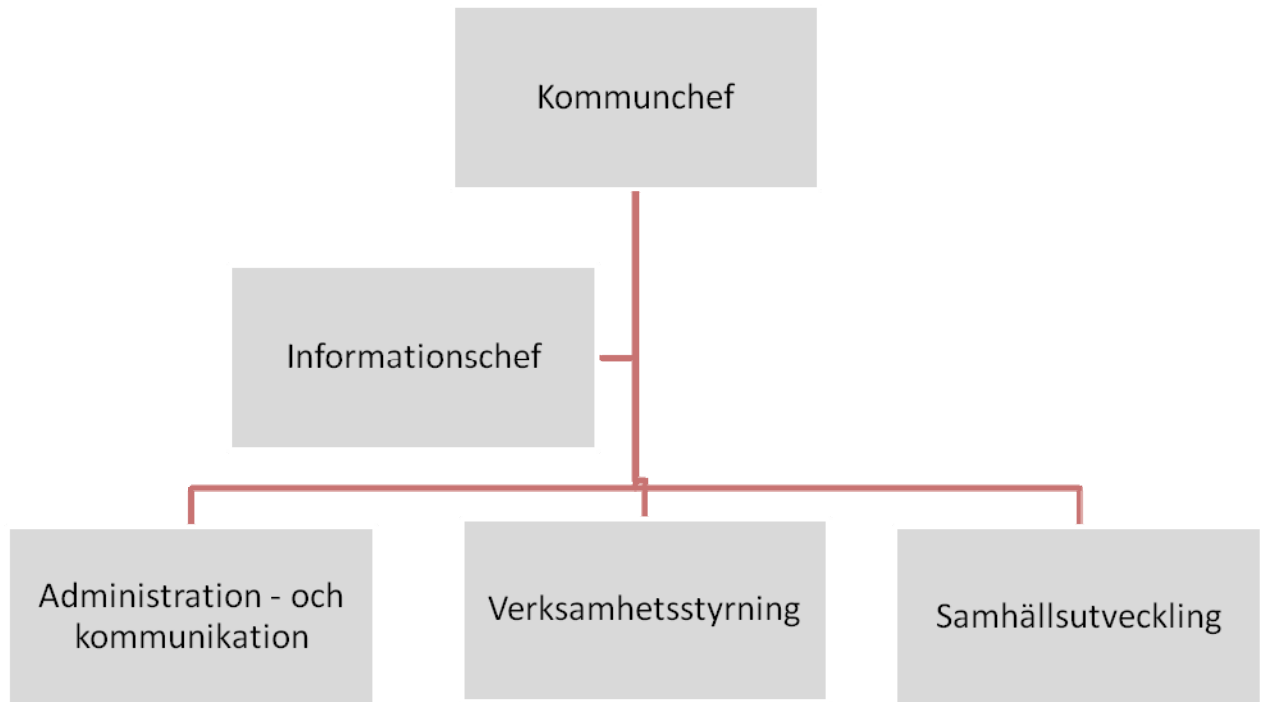 Kommunchef
Informationschef
Administration - och
kommunikation
Verksamhetsstyrning
Samhällsutveckling